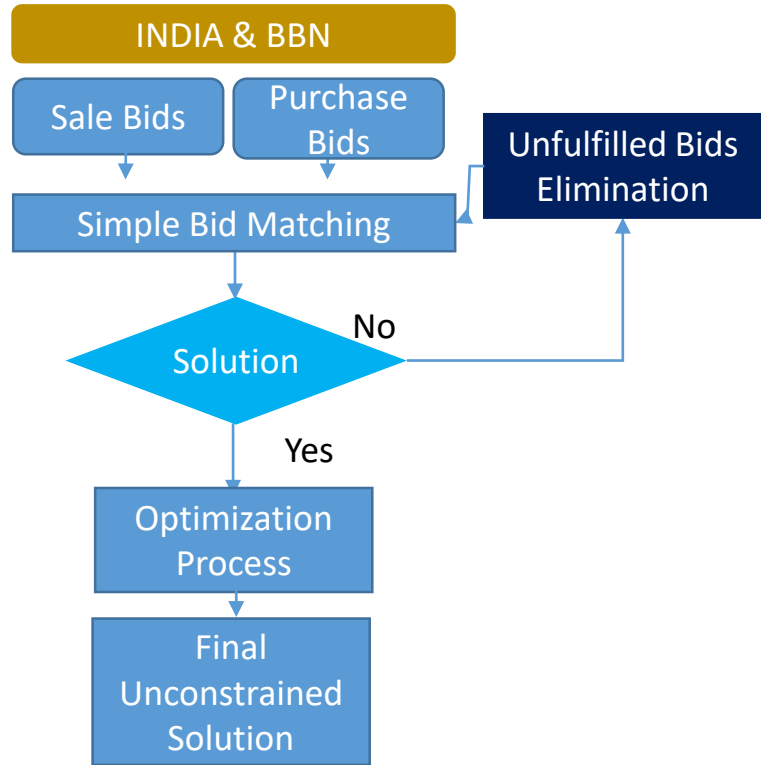 INDIA & BBN
Sale Bids
Purchase
Bids
Unfulfilled Bids
Elimination
Simple Bid Matching
No
Solution
Yes
Optimization
Process
Final
Unconstrained
Solution